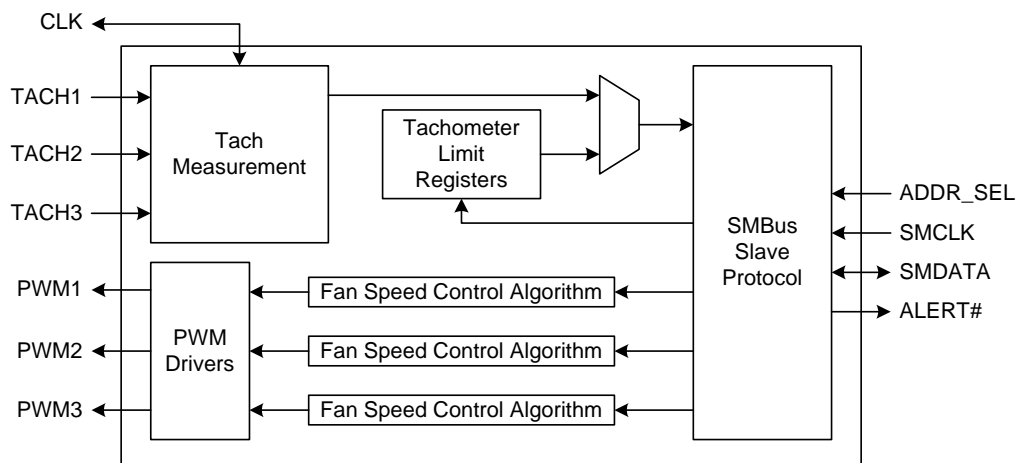 CLK
TACH1
TACH2
TACH3
Tach
Measurement
Tachometer
Limit
Registers
SMBus
Slave
Protocol
ADDR_SEL
SMCLK
SMDATA
ALERT#
PWM1
PWM2
PWM3
PWM
Drivers
Fan Speed Control Algorithm
Fan Speed Control Algorithm
Fan Speed Control Algorithm